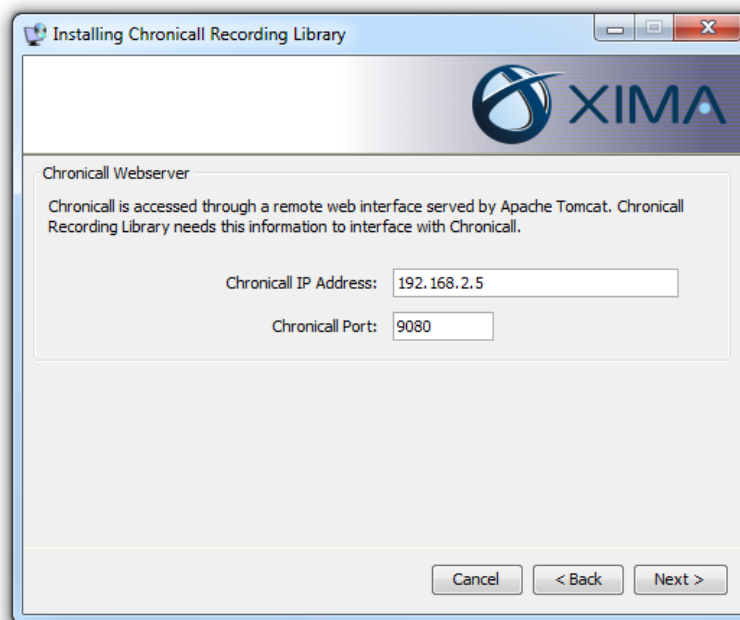 Installing Chronicall Recording Library
XIMA
Chronicall Webserver
Chronicall is accessed through a remote web interface served by Apache Tomcat. Chronicall
Recording Library needs this information to interface with Chronicall.
Chronicall IP Address: 192.168.2.5
Chronicall Port: 9080
Cancel < Back Next >